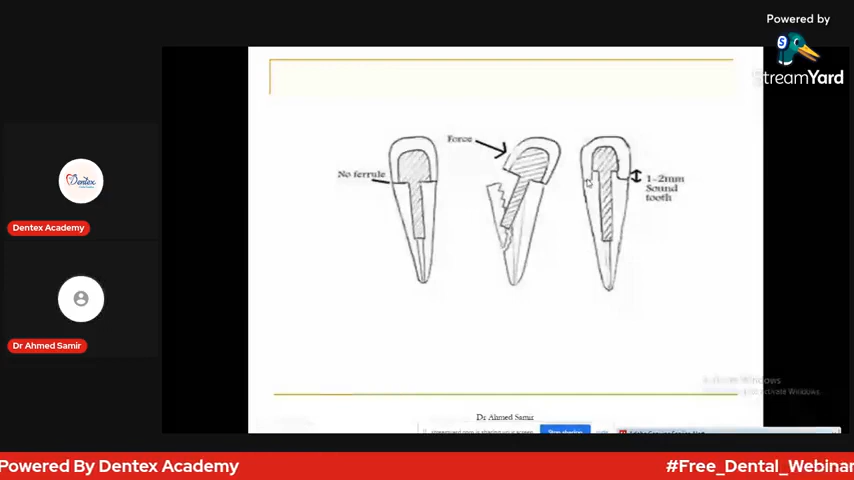 Powered by
StreamYard
Force
No ferrule
1-2mm
Sound
tooth
Dentex Academy
Dr Ahmed Samir
Dr Ahmed Samir
Stop sharing
Powered By Dentex Academy
#Free_Dental_Webinar